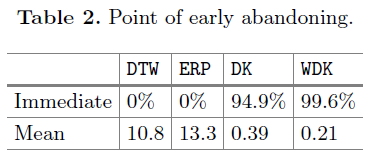 Table 2. Point of early abandoning.
DTW ERP DK WDK
Immediate 0% 0% 94.9% 99.6%
Mean 10.8 13.3 0.39 0.21